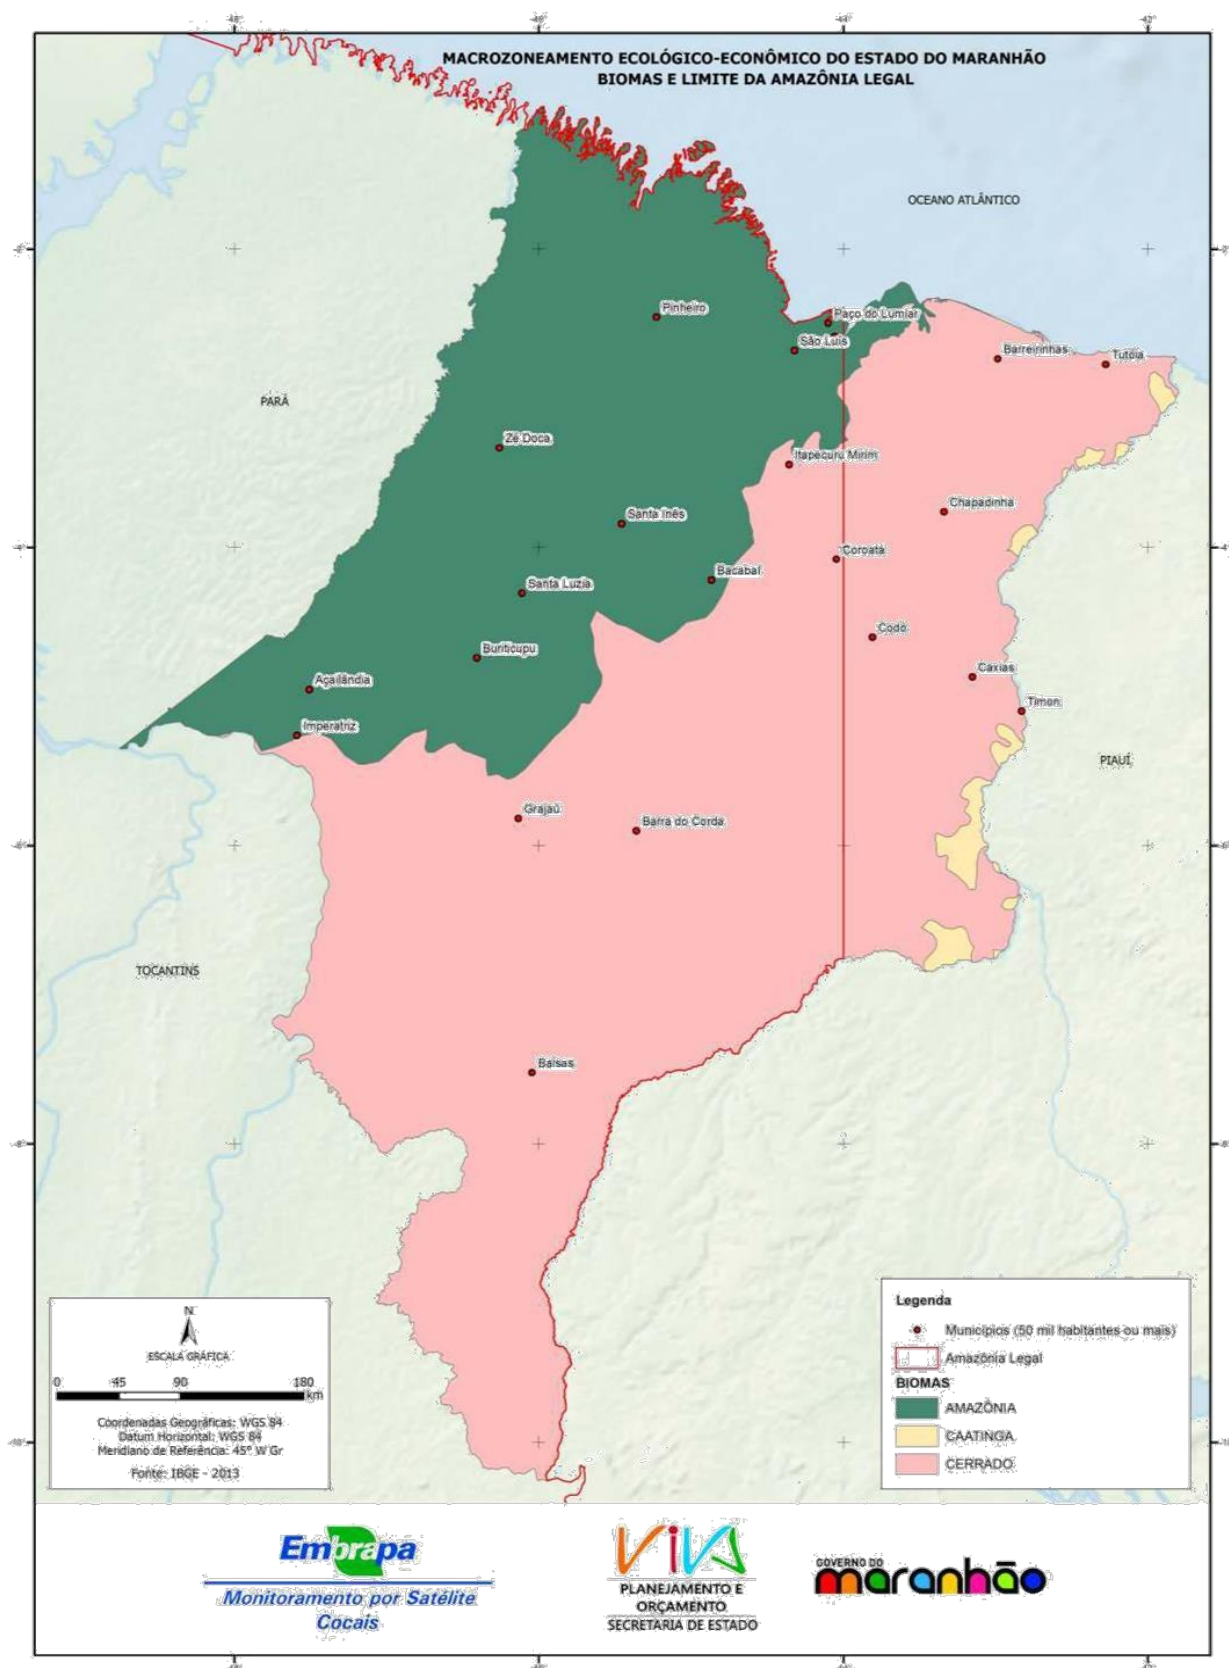 MACROZONEAMENTO ECOLÓGICO-ECONÔMICO DO ESTADO DO MARANHÃO
BIOMAS E LIMITE DA AMAZÔNIA LEGAL
OCEANO ATLÂNTICO
Pinheiro
Paço do Lumiar
São Luís
Barreirinhas
Tutóia
PARÁ
Zé Doca
Itapecuru Mirim
Santa Inês
Chapadinha
Coroatá
Bacabal
Santa Luzia
Codó
Buriticupu
Caxias
Açailândia
Timon
Imperatriz
PIAUÍ
Grajaú
Barra do Corda
TOCANTINS
Balsas
Legenda
Municípios (50 mil habitantes ou mais)
Amazônia Legal
BIOMAS
AMAZÔNIA
CAATINGA
CERRADO
N
ESCALA GRÁFICA
0 45 90 180
km
Coordenadas Geográficas: WGS 84
Datum Horizontal: WGS 84
Meridiano de Referência: 45° W Gr
Fonte: IBGE - 2013
Embrapa
Monitoramento por Satélite
Cocais
VIVA
PLANEJAMENTO E
ORÇAMENTO
SECRETARIA DE ESTADO
GOVERNO DO
maranhão